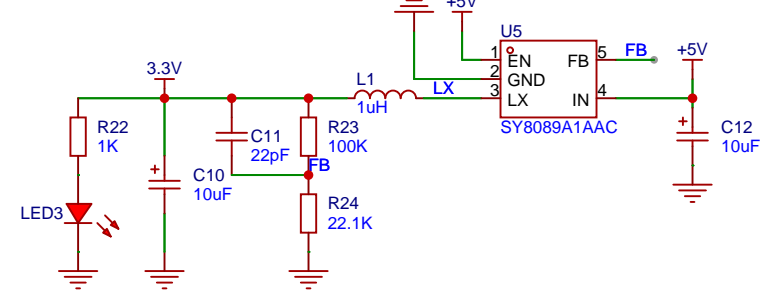 +5V
U5
1
EN
FB
5
FB
+5V
3.3V
2
GND
L1
LX
3
LX
IN
4
1uH
SY8089A1AAC
R22
1K
C11
22pF
R23
100K
C12
10uF
FB
C10
10uF
R24
22.1K
LED3